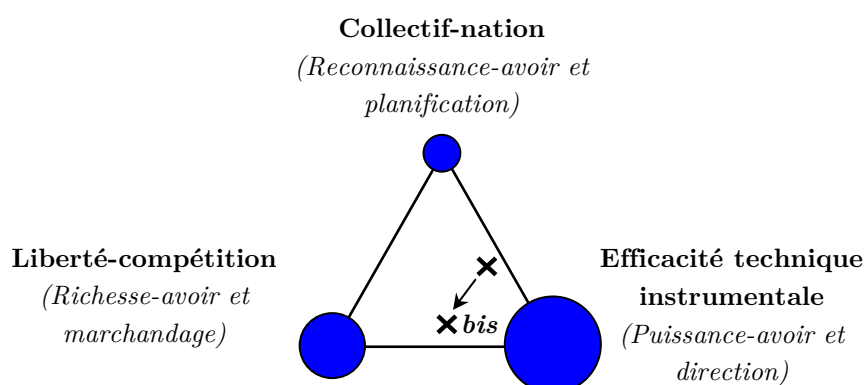 Collectif-nation
(Reconnaissance-avoir et
planification)
Liberté-compétition
(Richesse-avoir et
marchandage)
Efficacité technique
instrumentale
(Puissance-avoir et
direction)
bis